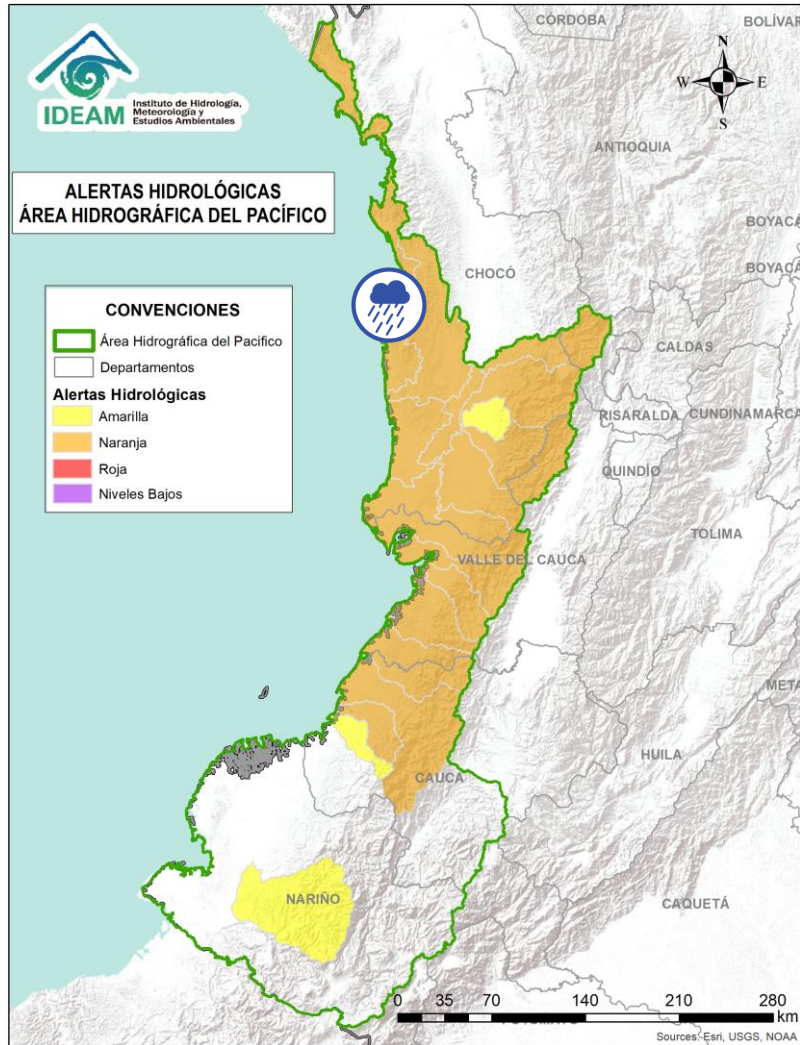 IDEAM
Instituto de Hidrología,
Meteorología y
Estudios Ambientales
ALERTAS HIDROLÓGICAS
ÁREA HIDROGRÁFICA DEL PACÍFICO
CONVENCIONES
Área Hidrográfica del Pacifico
Departamentos
Alertas Hidrológicas
Amarilla
Naranja
Roja
Niveles Bajos
CÓRDOBA
BOLÍVAR
N
W
E
S
ANTIOQUIA
BOYACÁ
CHOCÓ
BOYACÁ
CALDAS
RISARALDA
CUNDINAMARCA
QUINDÍO
TOLIMA
VALLE DEL CAUCA
META
HUILA
CAUCA
NARIÑO
CAQUETÁ
0 35 70 140 210 280
km
Sources: Esri, USGS, NOAA